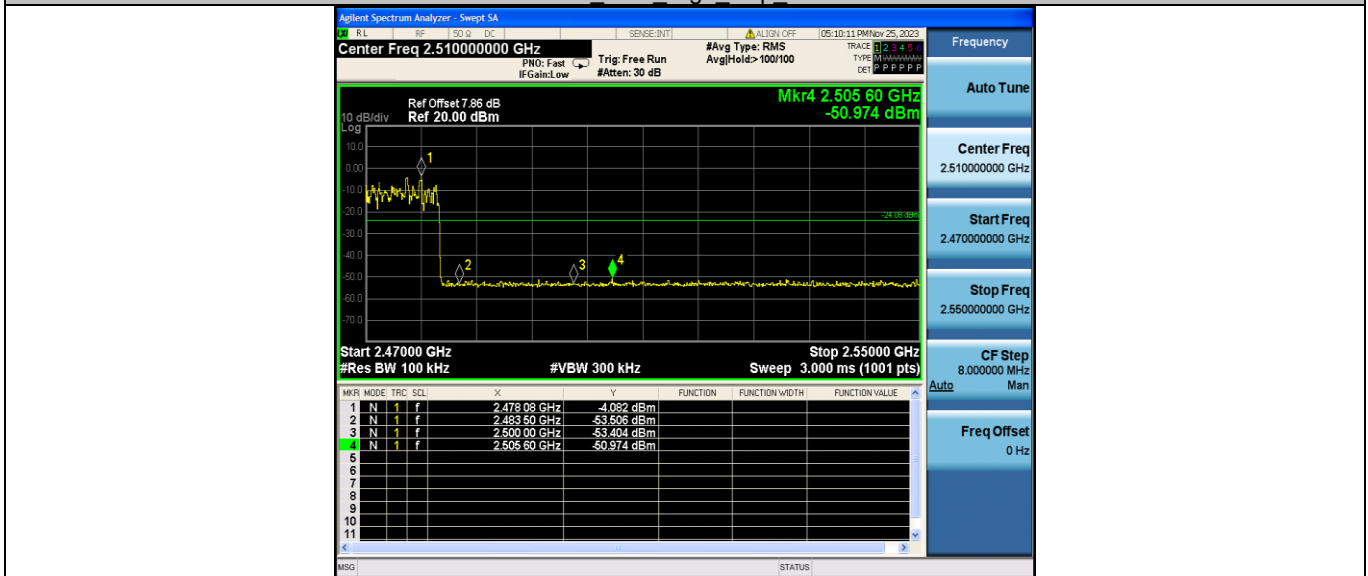 Agilent Spectrum Analyzer - Swept SA
RL RF 50 Ω DC SENSE:INT ALIGN OFF 05:10:11 PM Nov 25, 2023
Center Freq 2.510000000 GHz
PNO: Fast
IFGain:Low
Trig: Free Run
#Atten: 30 dB
#Avg Type: RMS
Avg|Hold:>100/100
TRACE 1 2 3 4 5 6
TYPE M
DET P P P P P P
Mkr4 2.505 60 GHz
-50.974 dBm
Ref Offset 7.86 dB
10 dB/div Ref 20.00 dBm
Log
10.0
0.00
-10.0
-20.0
-30.0
-40.0
-50.0
-60.0
-70.0
1
2
3
4
-24.08 dBm
Start 2.47000 GHz Stop 2.55000 GHz
#Res BW 100 kHz #VBW 300 kHz Sweep 3.000 ms (1001 pts)
MKR MODE TRC SCL X Y FUNCTION FUNCTION WIDTH FUNCTION VALUE
1 N 1 f 2.478 08 GHz -4.082 dBm
2 N 1 f 2.483 50 GHz -53.506 dBm
3 N 1 f 2.500 00 GHz -53.404 dBm
4 N 1 f 2.505 60 GHz -50.974 dBm
5
6
7
8
9
10
11
MSG STATUS
Frequency
Auto Tune
Center Freq
2.510000000 GHz
Start Freq
2.470000000 GHz
Stop Freq
2.550000000 GHz
CF Step
8.000000 MHz
Auto Man
Freq Offset
0 Hz